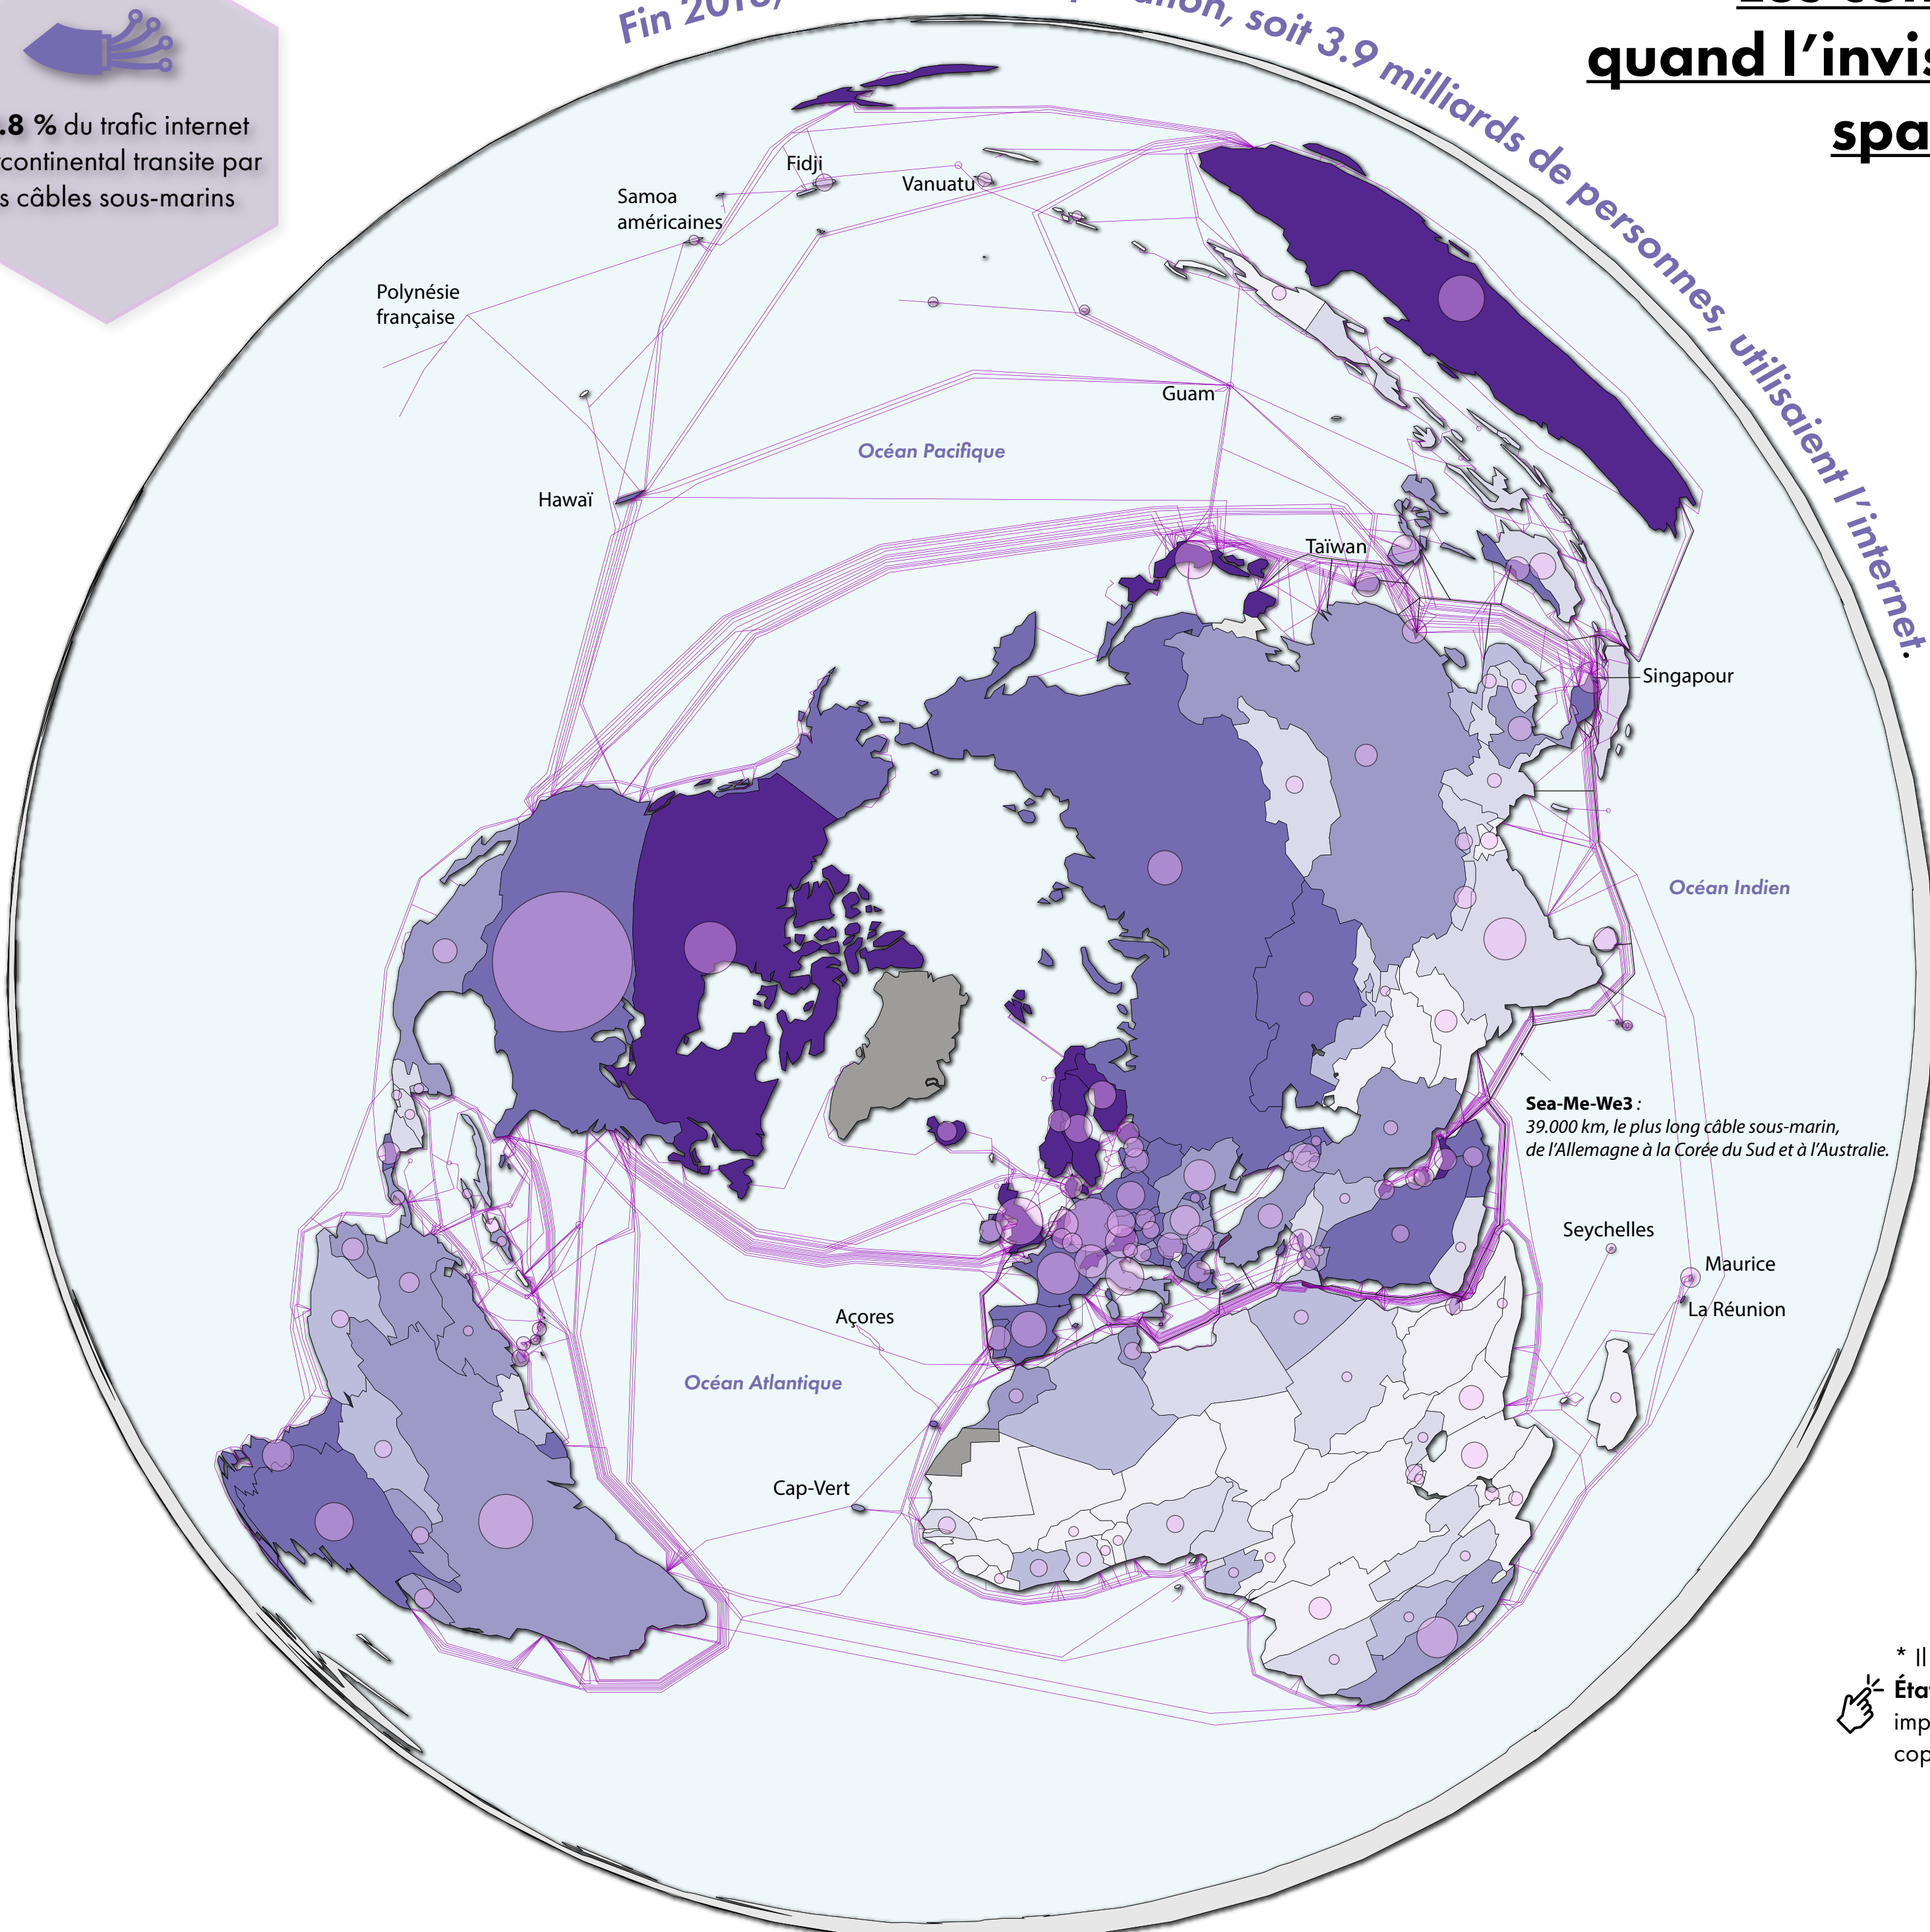 .8 % du trafic internet
continental transite par
s câbles sous-marins
Fin 2018,
soit 3.9 milliards de personnes, utilisaient l'internet.
quand l'invis
spa
Fidji
Vanuatu
Samoa
américaines
Polynésie
française
Guam
Océan Pacifique
Hawaï
Taïwan
Singapour
Océan Indien
Sea-Me-We3 :
39.000 km, le plus long câble sous-marin,
de l'Allemagne à la Corée du Sud et à l'Australie.
Seychelles
Maurice
La Réunion
Açores
Océan Atlantique
Cap-Vert
* Il
État
imp
cop